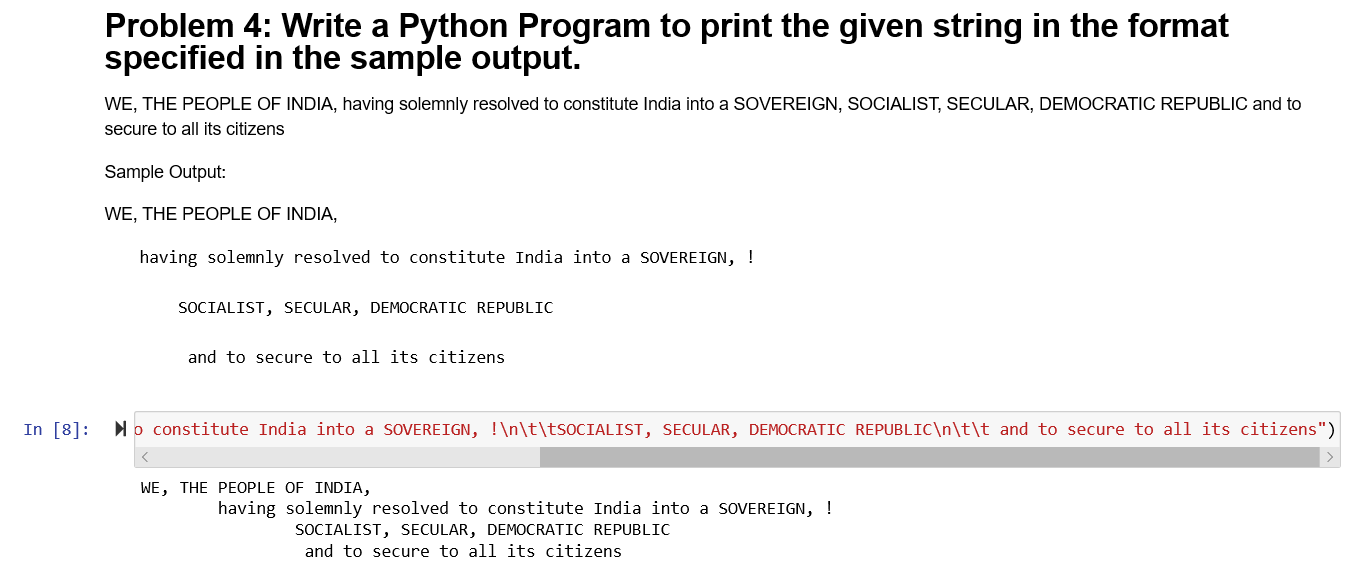 Problem 4: Write a Python Program to print the given string in the format
specified in the sample output.
WE, THE PEOPLE OF INDIA, having solemnly resolved to constitute India into a SOVEREIGN, SOCIALIST, SECULAR, DEMOCRATIC REPUBLIC and to
secure to all its citizens
Sample Output:
WE, THE PEOPLE OF INDIA,
having solemnly resolved to constitute India into a SOVEREIGN, !
SOCIALIST, SECULAR, DEMOCRATIC REPUBLIC
and to secure to all its citizens
In [8]: o constitute India into a SOVEREIGN, !\n\t\tSOCIALIST, SECULAR, DEMOCRATIC REPUBLIC\n\t\t and to secure to all its citizens")
WE, THE PEOPLE OF INDIA,
having solemnly resolved to constitute India into a SOVEREIGN, !
SOCIALIST, SECULAR, DEMOCRATIC REPUBLIC
and to secure to all its citizens